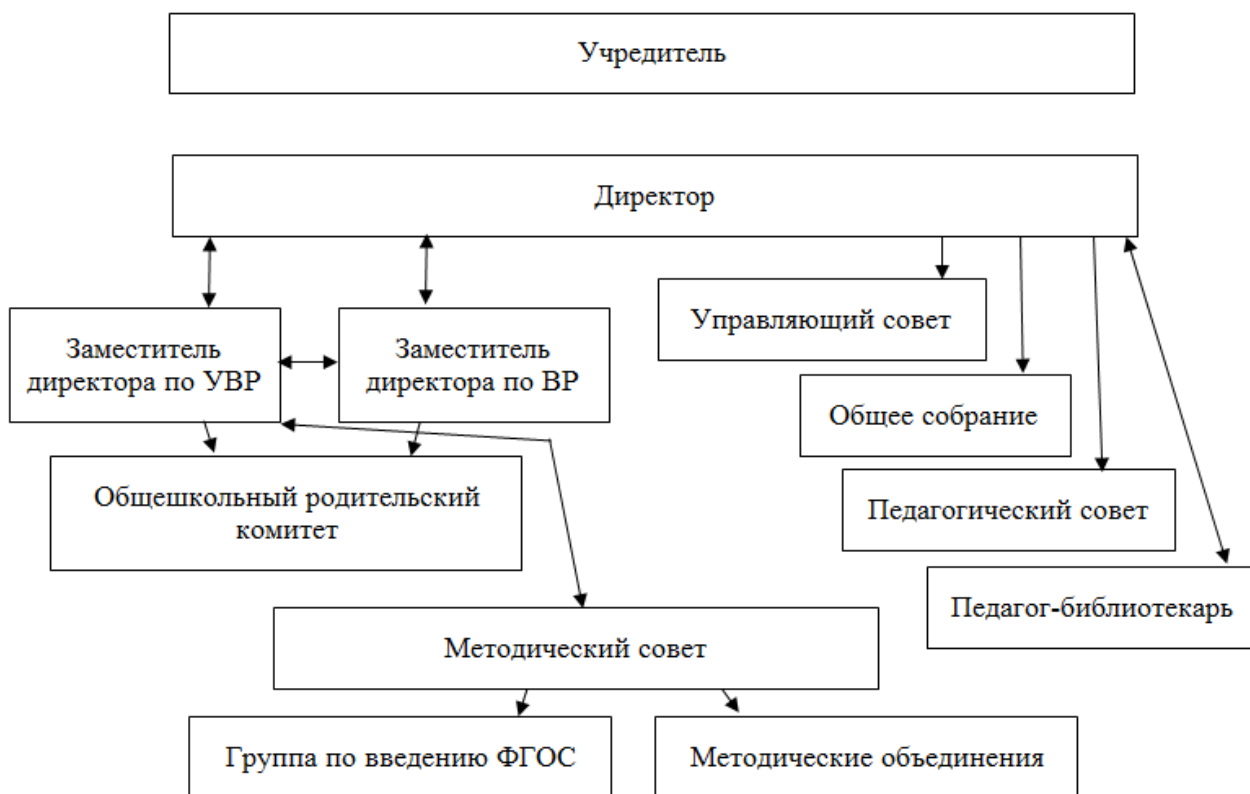 Учредитель
Директор
Заместитель
директора по УВР
Заместитель
директора по ВР
Управляющий совет
Общее собрание
Общешкольный родительский
комитет
Педагогический совет
Педагог-библиотекарь
Методический совет
Группа по введению ФГОС
Методические объединения